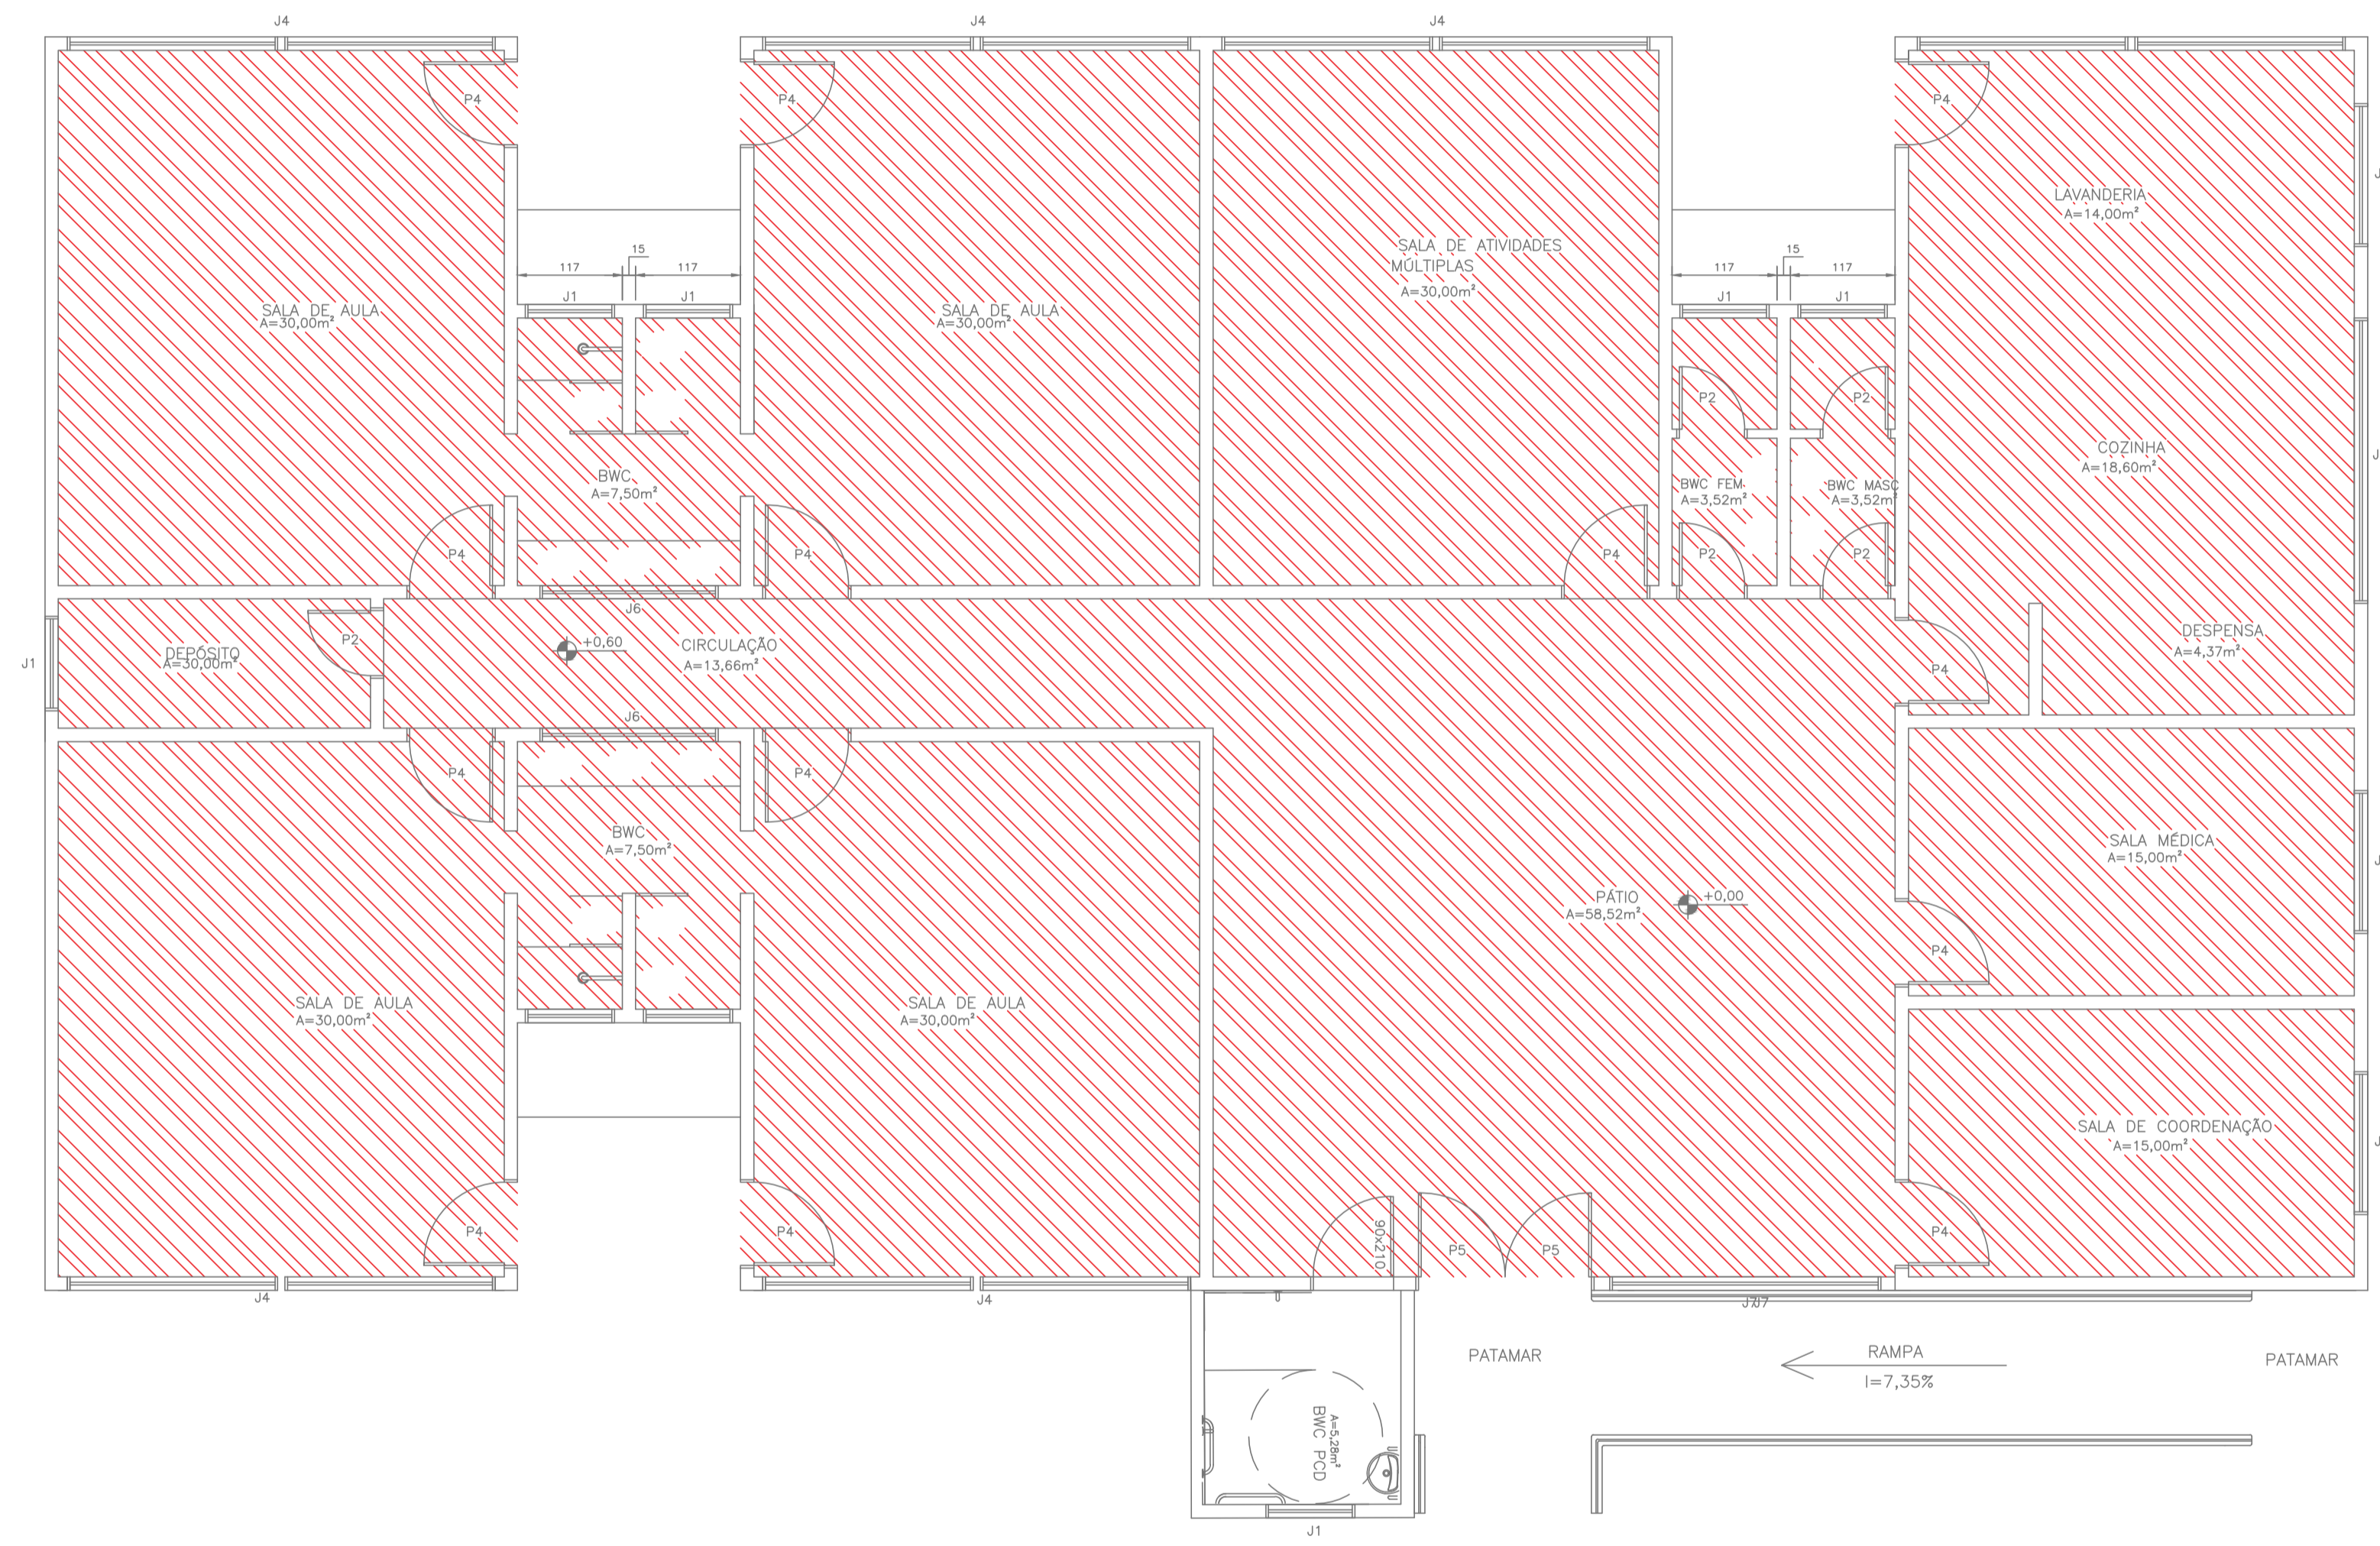 J4
J4
J4
P4
P4
P4
J
LAVANDERIA
A=14,00m²
15
117
117
J1
J1
SALA DE ATIVIDADES
MÚLTIPLAS
A=30,00m²
15
117
117
J1
J1
SALA DE AULA
A=30,00m²
SALA DE AULA
A=30,00m²
P2
P2
COZINHA
A=18,60m²
J
BWC
A=7,50m²
BWC FEM
A=3,52m²
BWC MASC
A=3,52m²
P4
P4
P4
P2
P2
J6
DEPÓSITO
A=30,00m²
P2
J1
+0,60
CIRCULAÇÃO
A=13,66m²
DESPENSA
A=4,37m²
P4
J6
P4
P4
BWC
A=7,50m²
SALA MÉDICA
A=15,00m²
J
PÁTIO
A=58,52m²
+0,00
P4
SALA DE AULA
A=30,00m²
SALA DE AULA
A=30,00m²
SALA DE COORDENAÇÃO
A=15,00m²
J
P4
P4
90x210
P5
P5
P4
J4
J4
J7
J7
PATAMAR
RAMPA
I=7,35%
PATAMAR
BWC PCD
A=5,28m²
J1